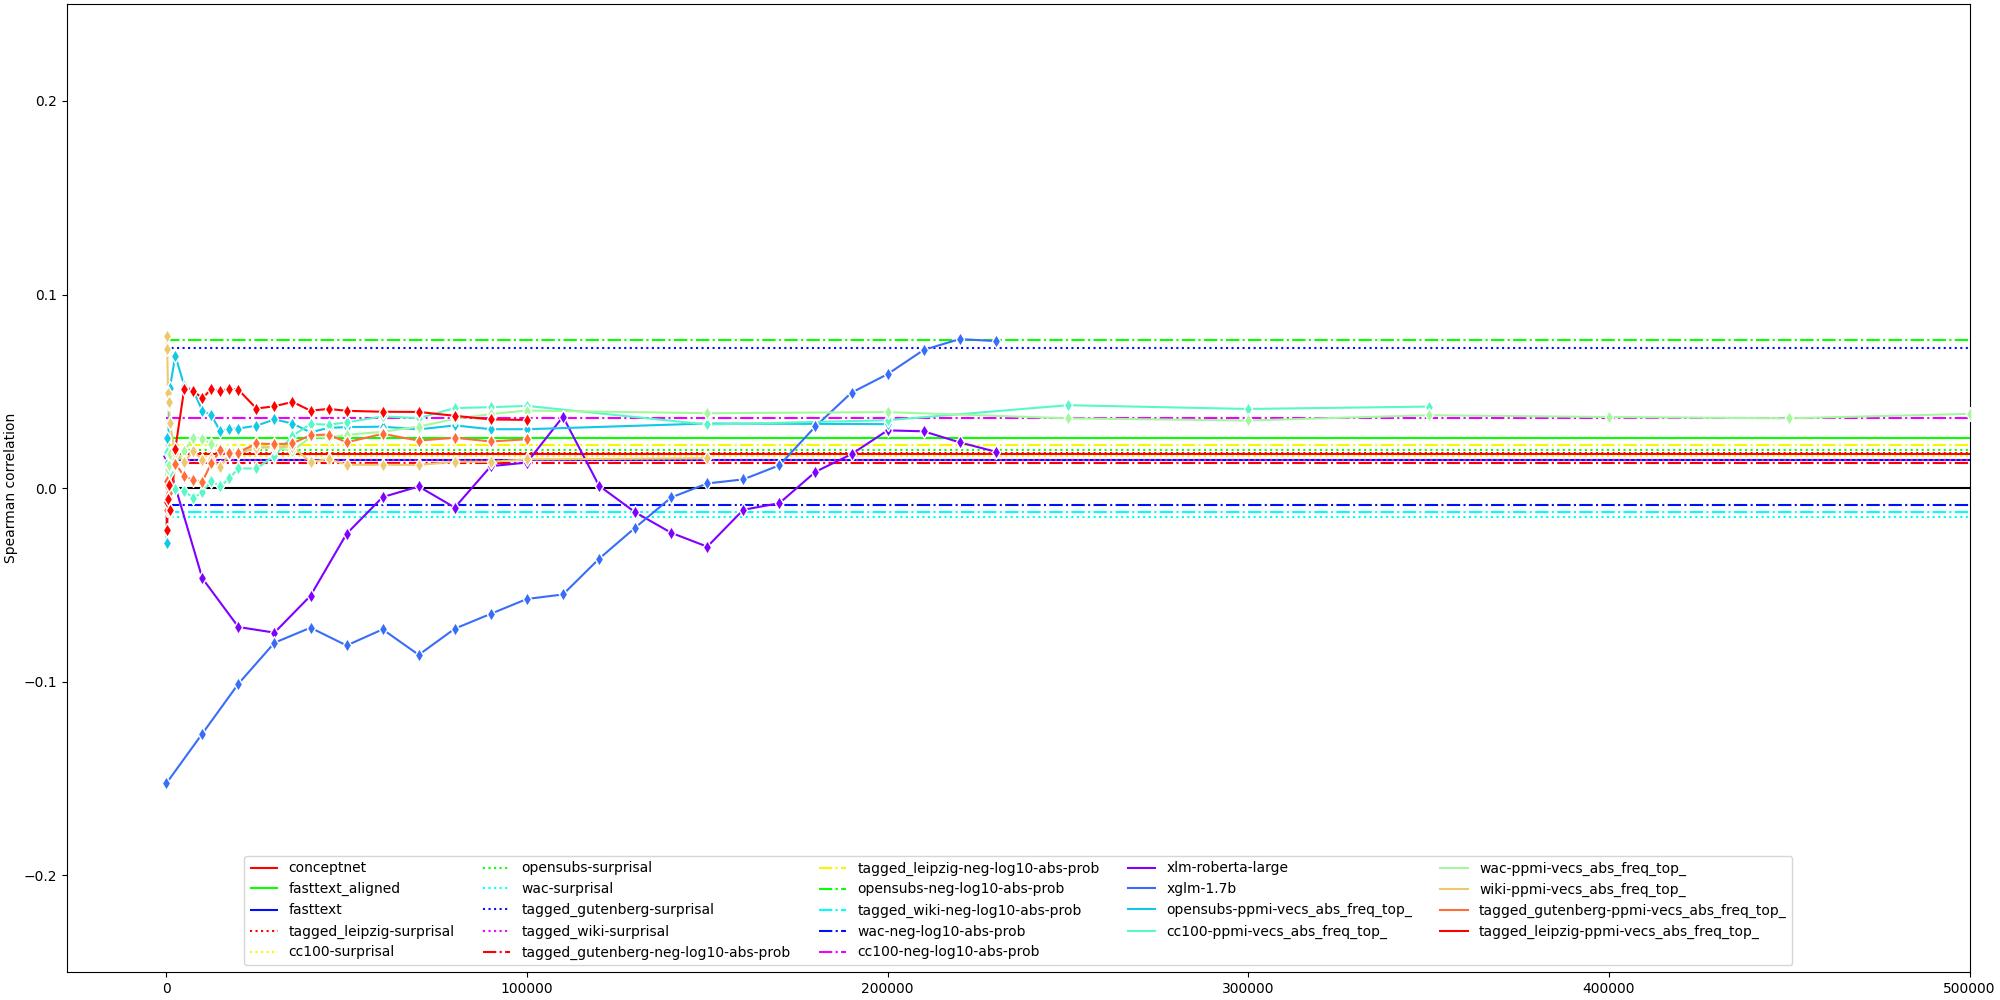 0.2
0.1
0.0
−0.1
−0.2
Spearman correlation
conceptnet
fasttext_aligned
fasttext
tagged_leipzig-surprisal
cc100-surprisal
opensubs-surprisal
wac-surprisal
tagged_gutenberg-surprisal
tagged_wiki-surprisal
tagged_gutenberg-neg-log10-abs-prob
tagged_leipzig-neg-log10-abs-prob
opensubs-neg-log10-abs-prob
tagged_wiki-neg-log10-abs-prob
wac-neg-log10-abs-prob
cc100-neg-log10-abs-prob
xlm-roberta-large
xglm-1.7b
opensubs-ppmi-vecs_abs_freq_top_
cc100-ppmi-vecs_abs_freq_top_
wac-ppmi-vecs_abs_freq_top_
wiki-ppmi-vecs_abs_freq_top_
tagged_gutenberg-ppmi-vecs_abs_freq_top_
tagged_leipzig-ppmi-vecs_abs_freq_top_
0
100000
200000
300000
400000
500000